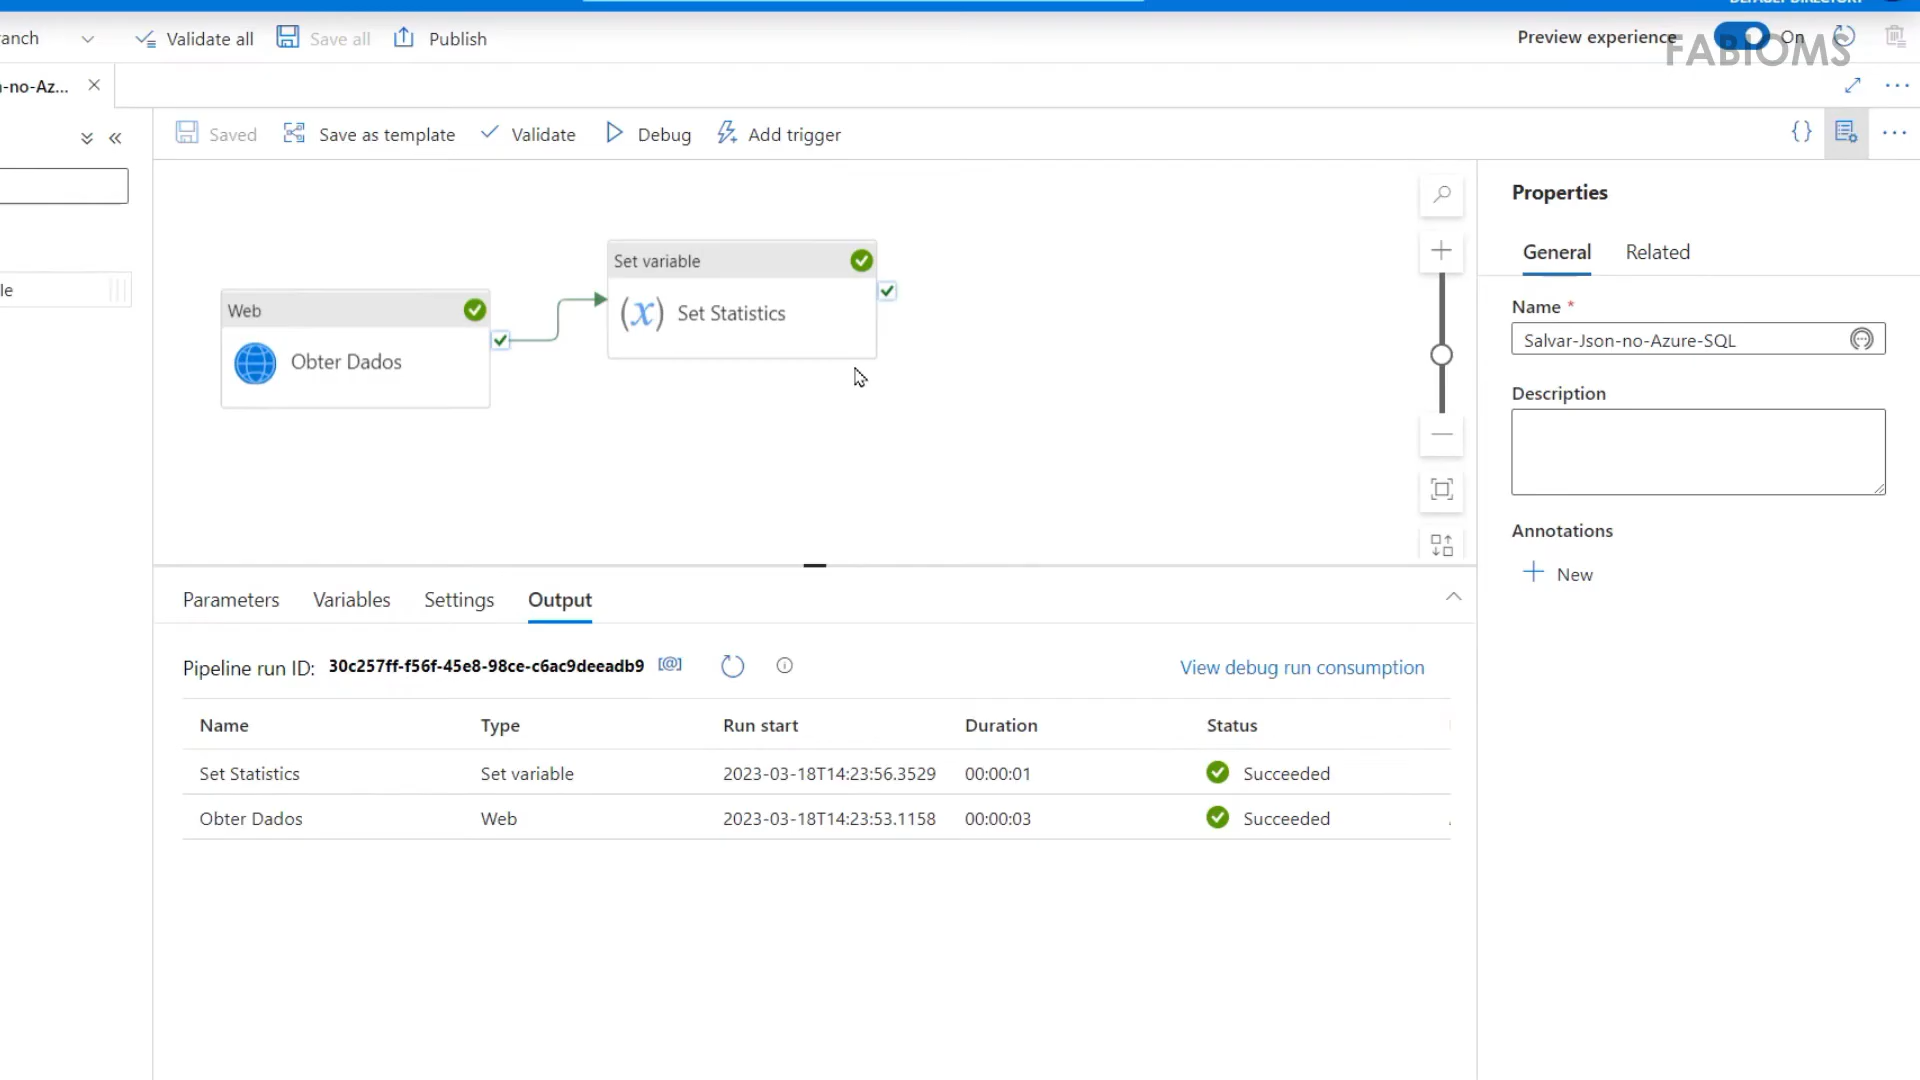 DEFAULT DIRECTORY
anch
Validate all
Save all
Publish
Preview experience
On
FABIOMS
-no-Az...
Saved
Save as template
Validate
Debug
Add trigger
le
Web
Obter Dados
Set variable
(x) Set Statistics
Properties
General
Related
Name *
Salvar-Json-no-Azure-SQL
Description
Annotations
New
Parameters
Variables
Settings
Output
Pipeline run ID: 30c257ff-f56f-45e8-98ce-c6ac9deeadb9
View debug run consumption
Name Type Run start Duration Status
Set Statistics Set variable 2023-03-18T14:23:56.3529 00:00:01 Succeeded
Obter Dados Web 2023-03-18T14:23:53.1158 00:00:03 Succeeded